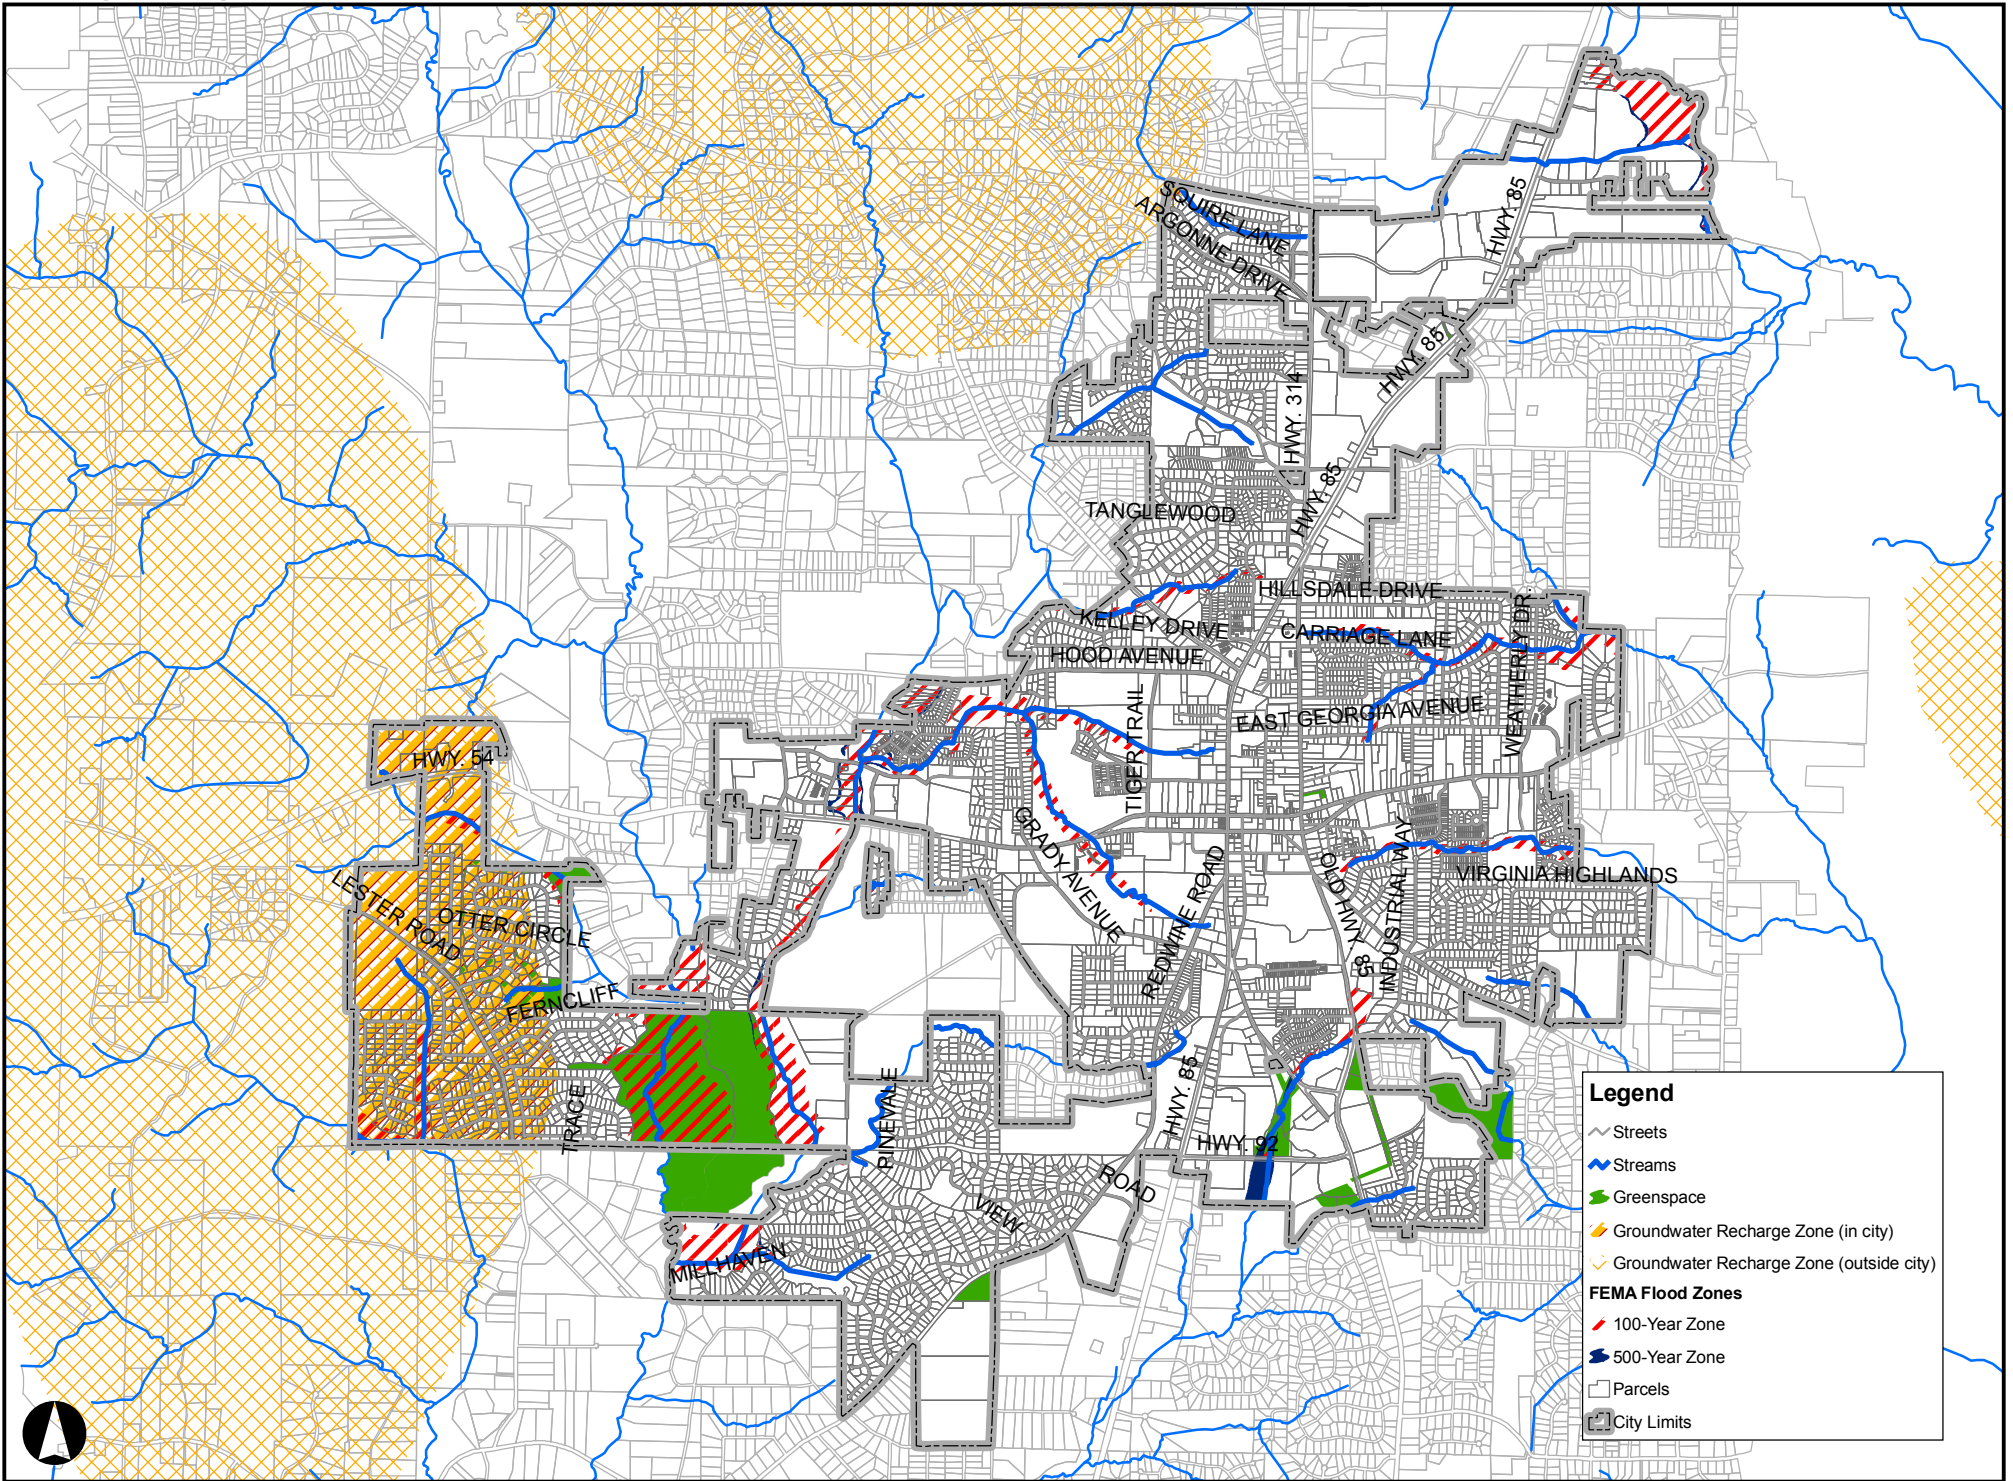 SQUIRE LANE
ARGONNE DRIVE
HWY. 85
HWY. 85
HWY. 314
HWY. 85
TANGLEWOOD
HILLSDALE DRIVE
KELLEY DRIVE
CARRIAGE LANE
WEATHERLY DR.
HOOD AVENUE
TIGER TRAIL
EAST GEORGIA AVENUE
HWY. 54
GRADY AVENUE
OLD HWY. 85
INDUSTRAL WAY
VIRGINIA HIGHLANDS
LESTER ROAD
OTTER CIRCLE
REDWINE ROAD
FERNCLIFF
TRACE
PINEVALE
HWY. 85
HWY. 92
ROAD
VIEW
MILLHAVEN
Legend
Streets
Streams
Greenspace
Groundwater Recharge Zone (in city)
Groundwater Recharge Zone (outside city)
FEMA Flood Zones
100-Year Zone
500-Year Zone
Parcels
City Limits